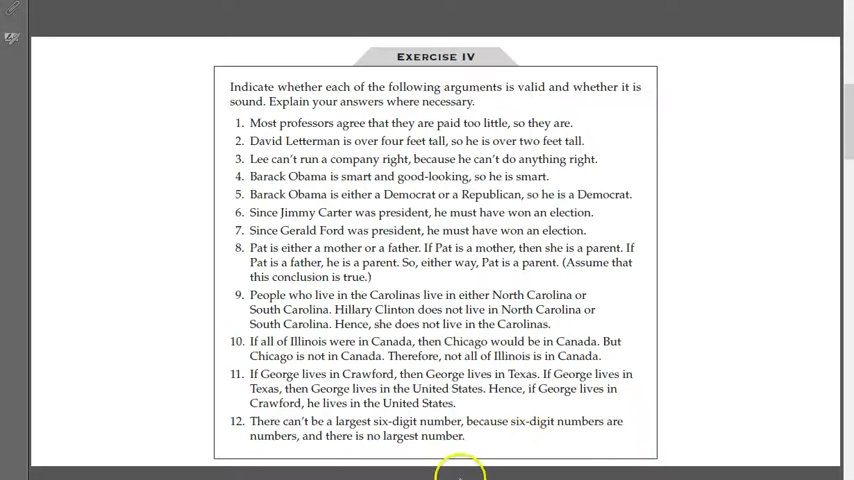 EXERCISE IV
Indicate whether each of the following arguments is valid and whether it is
sound. Explain your answers where necessary.
1. Most professors agree that they are paid too little, so they are.
2. David Letterman is over four feet tall, so he is over two feet tall.
3. Lee can't run a company right, because he can't do anything right.
4. Barack Obama is smart and good-looking, so he is smart.
5. Barack Obama is either a Democrat or a Republican, so he is a Democrat.
6. Since Jimmy Carter was president, he must have won an election.
7. Since Gerald Ford was president, he must have won an election.
8. Pat is either a mother or a father. If Pat is a mother, then she is a parent. If
Pat is a father, he is a parent. So, either way, Pat is a parent. (Assume that
this conclusion is true.)
9. People who live in the Carolinas live in either North Carolina or
South Carolina. Hillary Clinton does not live in North Carolina or
South Carolina. Hence, she does not live in the Carolinas.
10. If all of Illinois were in Canada, then Chicago would be in Canada. But
Chicago is not in Canada. Therefore, not all of Illinois is in Canada.
11. If George lives in Crawford, then George lives in Texas. If George lives in
Texas, then George lives in the United States. Hence, if George lives in
Crawford, he lives in the United States.
12. There can't be a largest six-digit number, because six-digit numbers are
numbers, and there is no largest number.